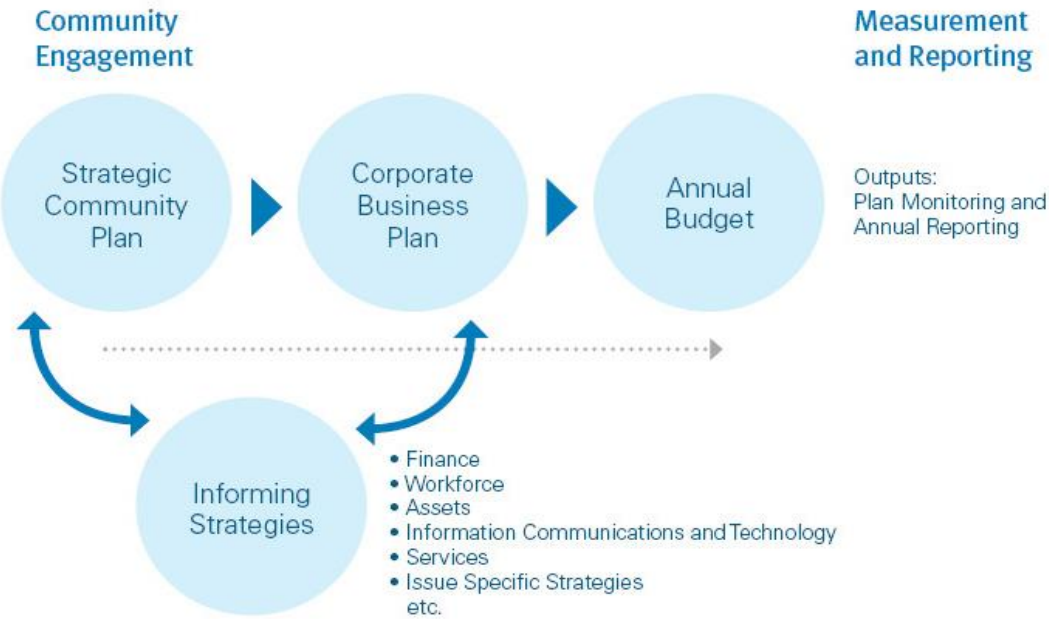 Community
Engagement
Measurement
and Reporting
Strategic
Community
Plan
Corporate
Business
Plan
Annual
Budget
Outputs:
Plan Monitoring and
Annual Reporting
Informing
Strategies
• Finance
• Workforce
• Assets
• Information Communications and Technology
• Services
• Issue Specific Strategies
etc.